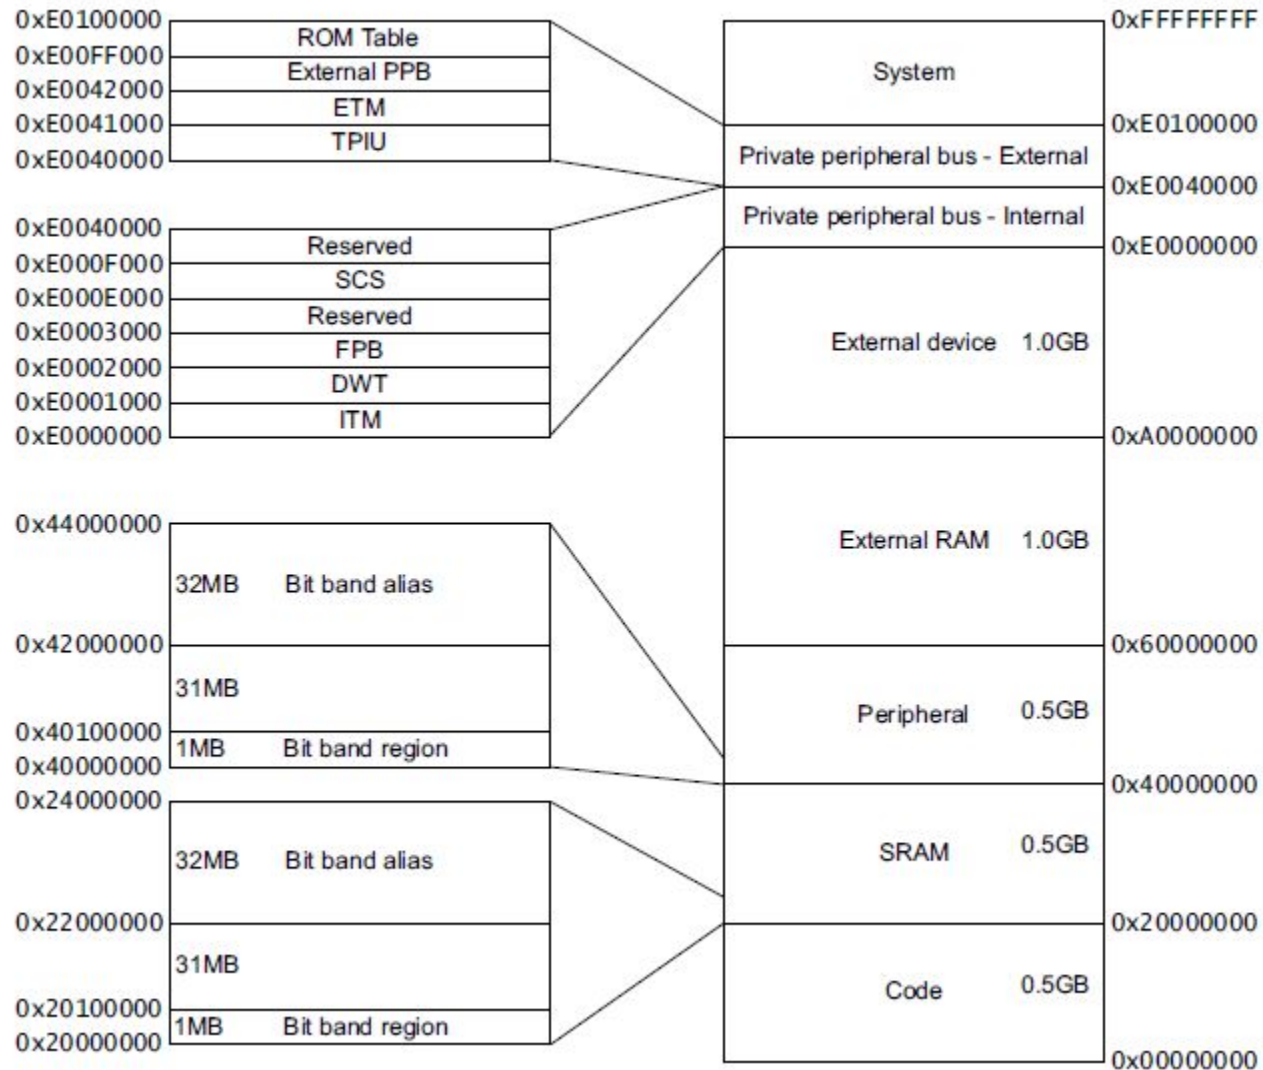 0xE0100000
ROM Table
0xE00FF000
External PPB
0xE0042000
ETM
0xE0041000
TPIU
0xE0040000
0xE0040000
Reserved
0xE000F000
SCS
0xE000E000
Reserved
0xE0003000
FPB
0xE0002000
DWT
0xE0001000
ITM
0xE0000000
0x44000000
32MB Bit band alias
0x42000000
31MB
0x40100000
1MB Bit band region
0x40000000
0x24000000
32MB Bit band alias
0x22000000
31MB
0x20100000
1MB Bit band region
0x20000000
0xFFFFFFFF
System
0xE0100000
Private peripheral bus - External
0xE0040000
Private peripheral bus - Internal
0xE0000000
External device 1.0GB
0xA0000000
External RAM 1.0GB
0x60000000
Peripheral 0.5GB
0x40000000
SRAM 0.5GB
0x20000000
Code 0.5GB
0x00000000